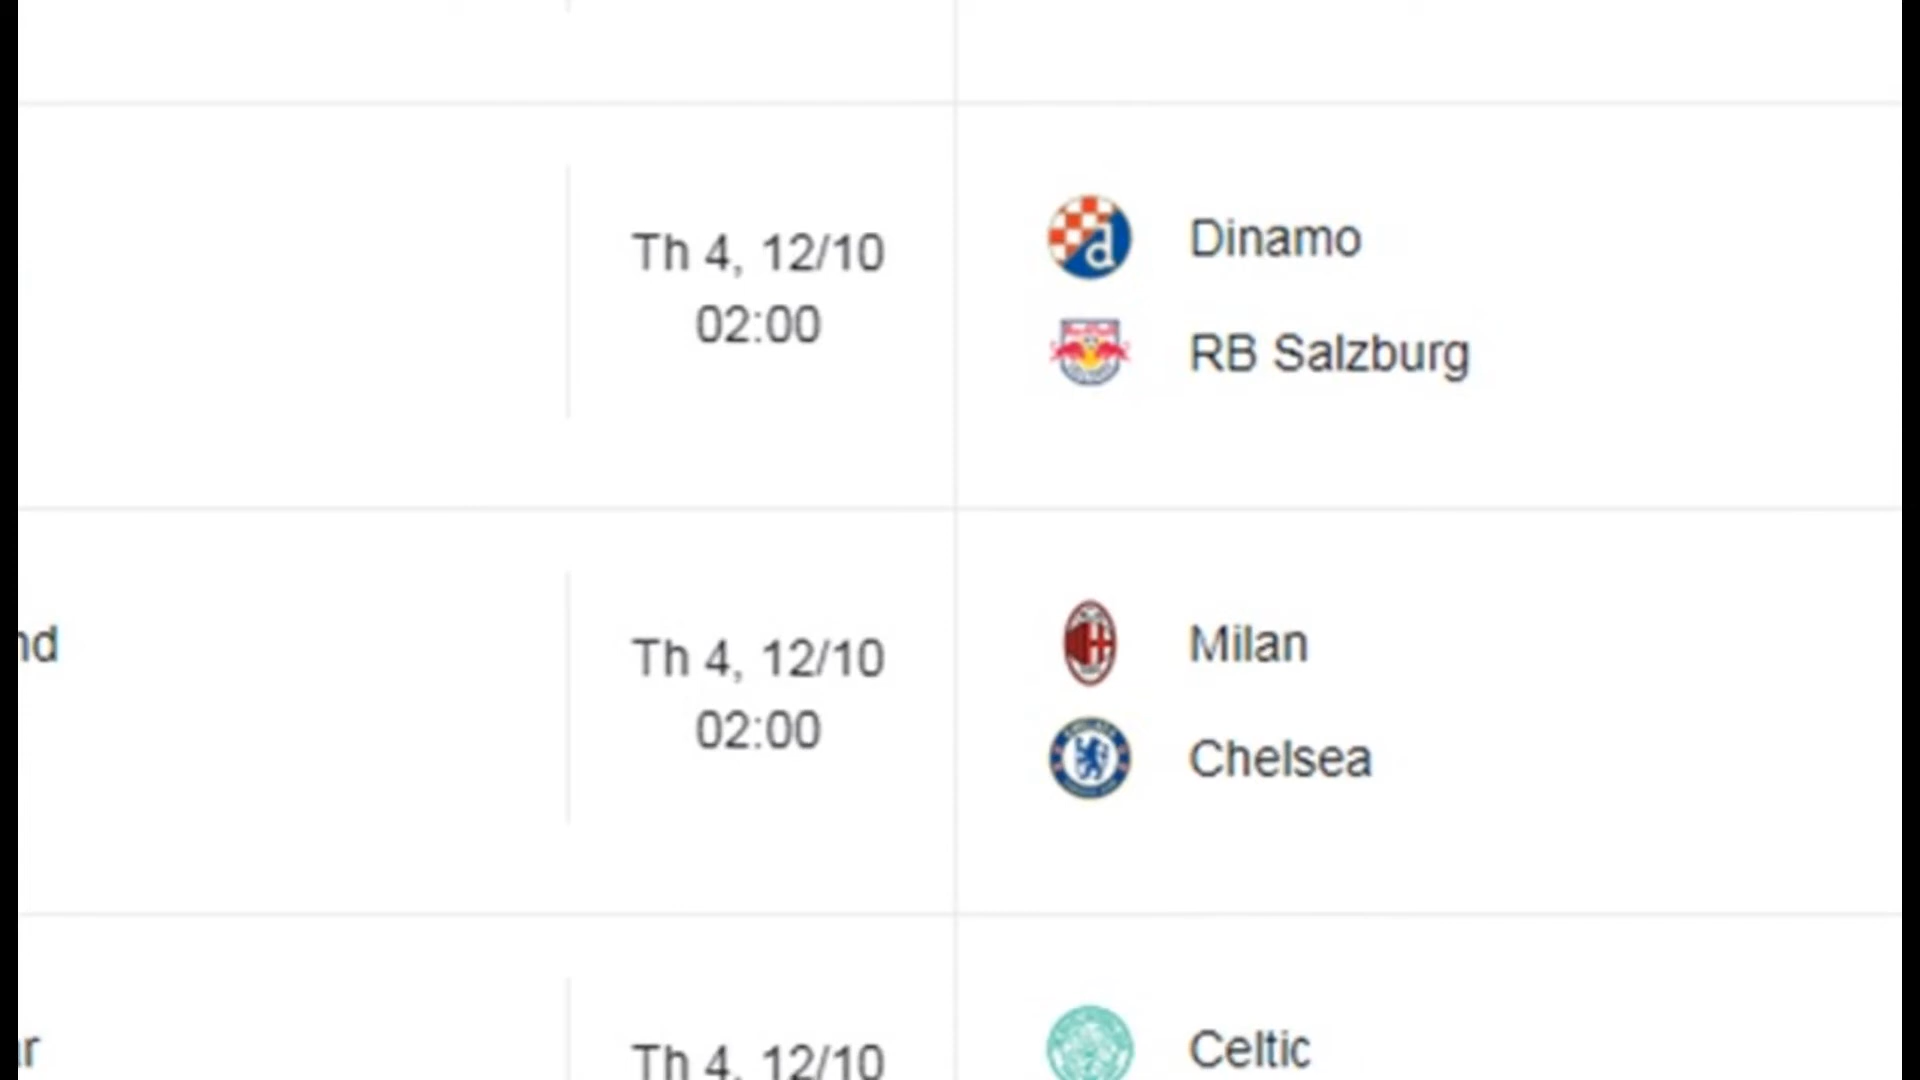 Th 4, 12/10
02:00
Dinamo
RB Salzburg
nd
Th 4, 12/10
02:00
Milan
Chelsea
r
Th 4, 12/10
Celtic